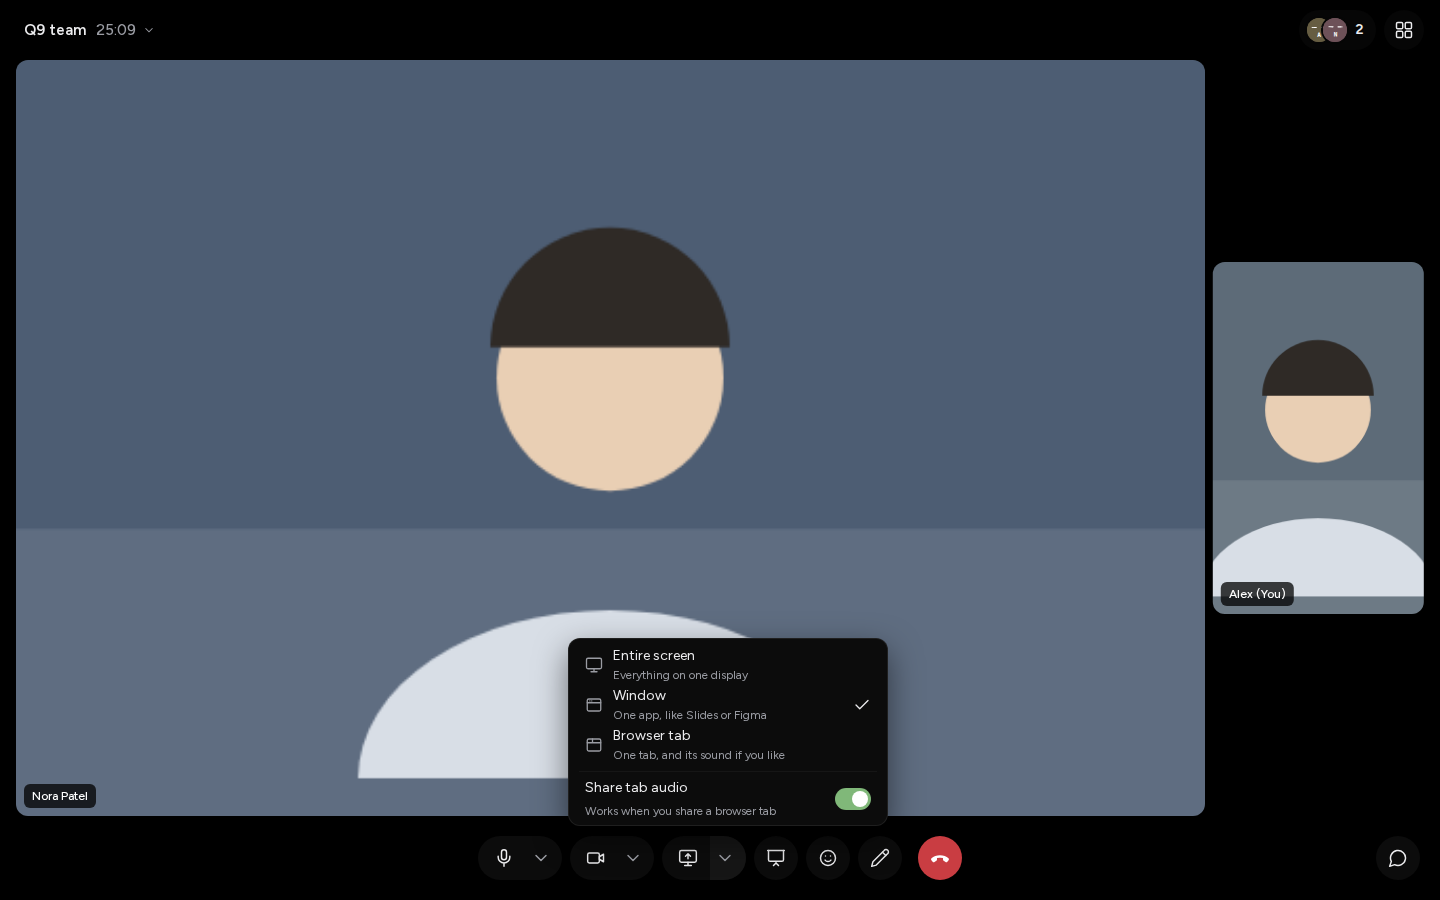 Q9 team 25:09
2
Entire screen
Everything on one display
Window
One app, like Slides or Figma
Browser tab
One tab, and its sound if you like
Share tab audio
Works when you share a browser tab
Alex (You)
Nora Patel